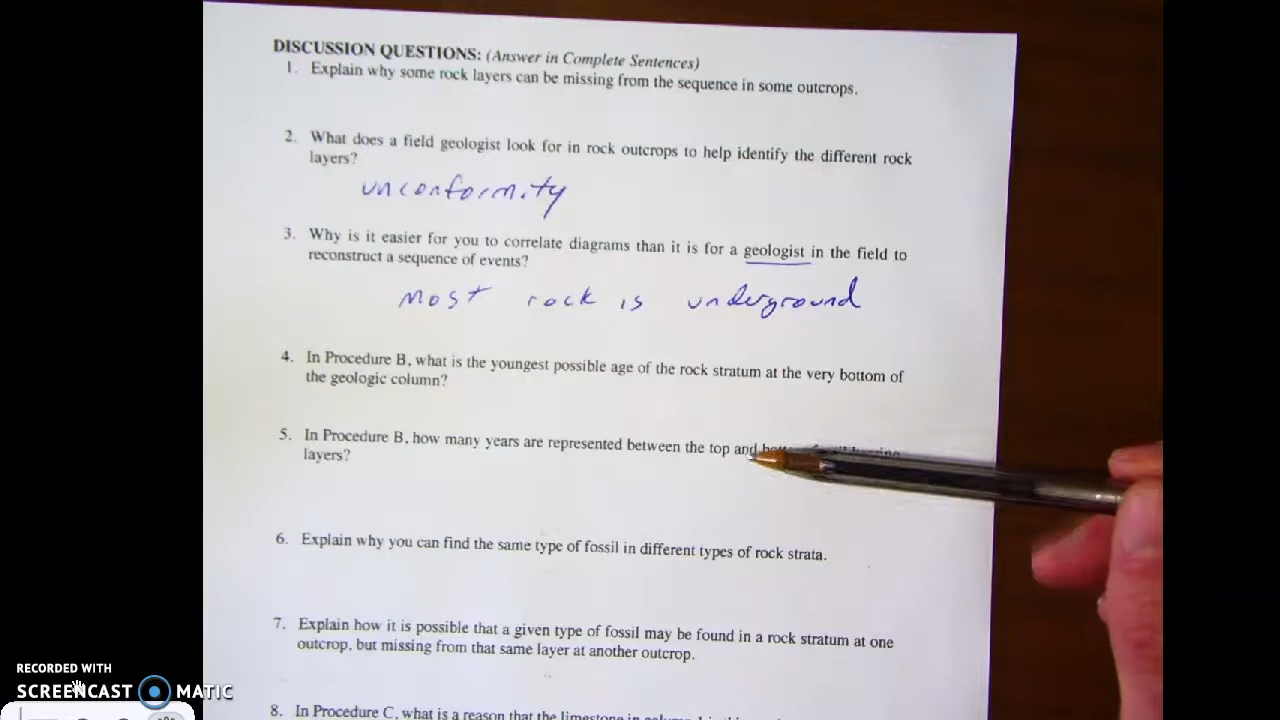 DISCUSSION QUESTIONS: (Answer in Complete Sentences)
1. Explain why some rock layers can be missing from the sequence in some outcrops.
2. What does a field geologist look for in rock outcrops to help identify the different rock
layers?
unconformity
3. Why is it easier for you to correlate diagrams than it is for a geologist in the field to
reconstruct a sequence of events?
most rock is underground
4. In Procedure B, what is the youngest possible age of the rock stratum at the very bottom of
the geologic column?
5. In Procedure B, how many years are represented between the top and
layers?
6. Explain why you can find the same type of fossil in different types of rock strata.
7. Explain how it is possible that a given type of fossil may be found in a rock stratum at one
outcrop, but missing from that same layer at another outcrop.
8. In Procedure C, what is a reason that the limestone in
RECORDED WITH
SCREENCAST MATIC